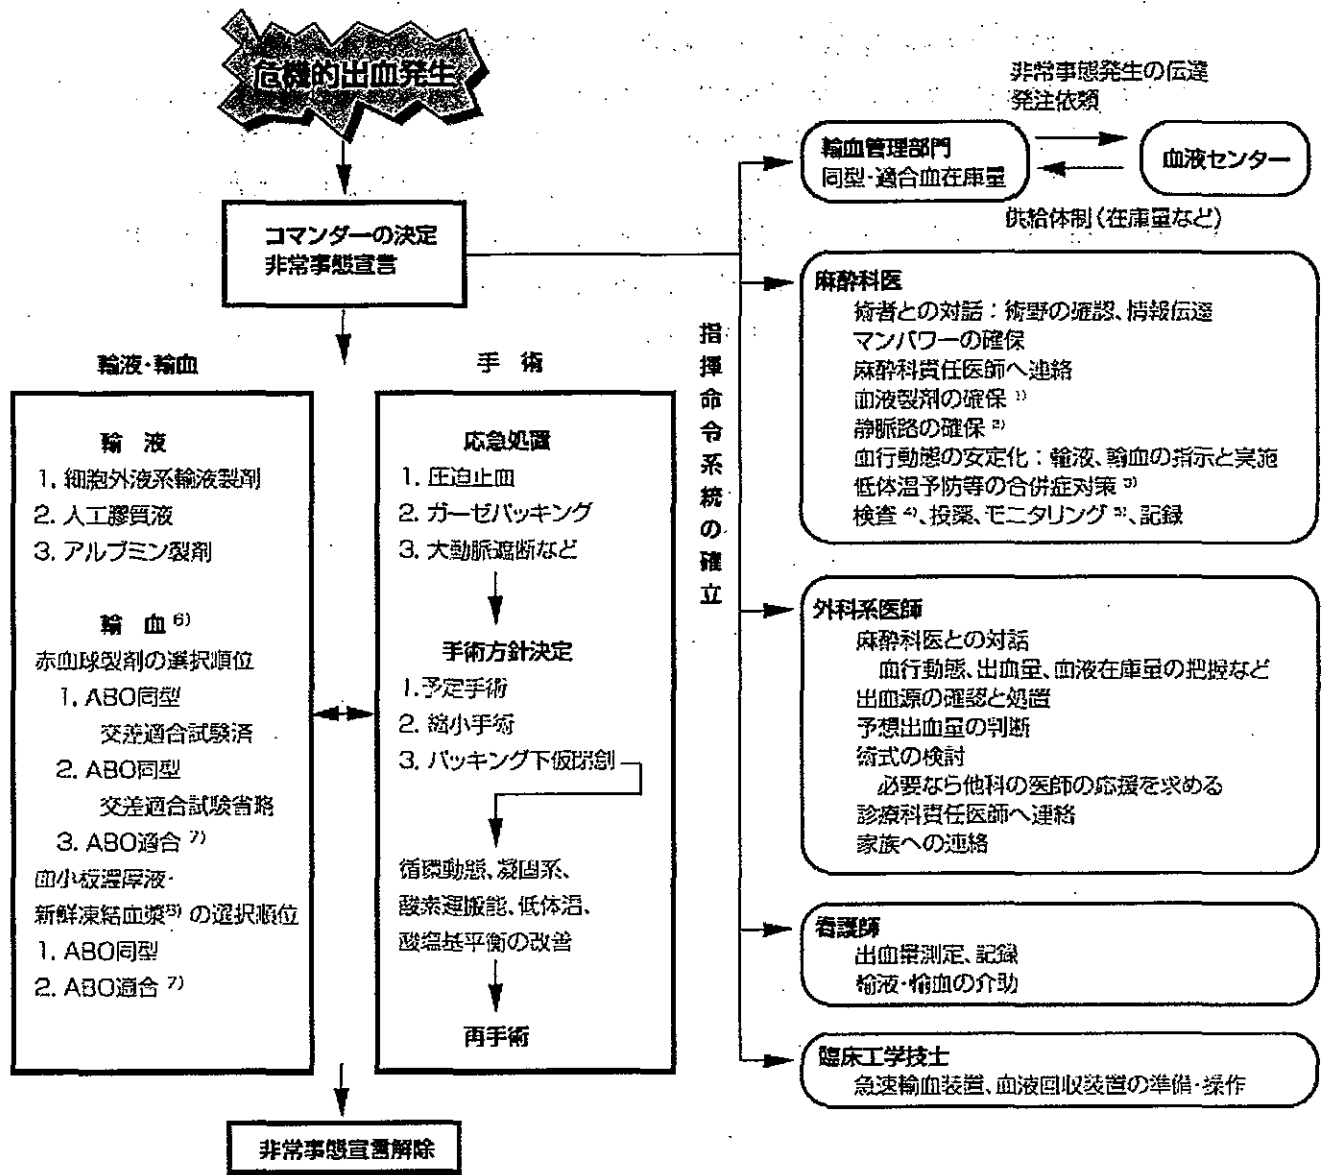 危機的出血発生
コマンダーの決定
非常事態宣言
輸液・輸血
輸 液
1. 細胞外液系輸液製剤
2. 人工膠質液
3. アルブミン製剤
輸 血 6)
赤血球製剤の選択順位
1. ABO同型
交差適合試験済
2. ABO同型
交差適合試験省略
3. ABO適合 7)
血小板濃厚液・
新鮮凍結血漿 5) の選択順位
1. ABO同型
2. ABO適合 7)
手 術
応急処置
1. 圧迫止血
2. ガーゼパッキング
3. 大動脈遮断など
手術方針決定
1.予定手術
2. 縮小手術
3. パッキング下仮閉創
循環動態、凝固系、
酸素運搬能、低体温、
酸塩基平衡の改善
再手術
非常事態宣言解除
指揮命令系統の確立
非常事態発生の伝達
発注依頼
輸血管理部門
同型・適合血在庫量
血液センター
供給体制(在庫量など)
麻酔科医
術者との対話：術野の確認、情報伝達
マンパワーの確保
麻酔科責任医師へ連絡
血液製剤の確保 1)
静脈路の確保 2)
血行動態の安定化：輸液、輸血の指示と実施
低体温予防等の合併症対策 3)
検査 4)、投薬、モニタリング 5)、記録
外科系医師
麻酔科医との対話
血行動態、出血量、血液在庫量の把握など
出血源の確認と処置
予想出血量の判断
術式の検討
必要なら他科の医師の応援を求める
診療科責任医師へ連絡
家族への連絡
看護師
出血量測定、記録
輸液・輸血の介助
臨床工学技士
急速輸血装置、血液回収装置の準備・操作